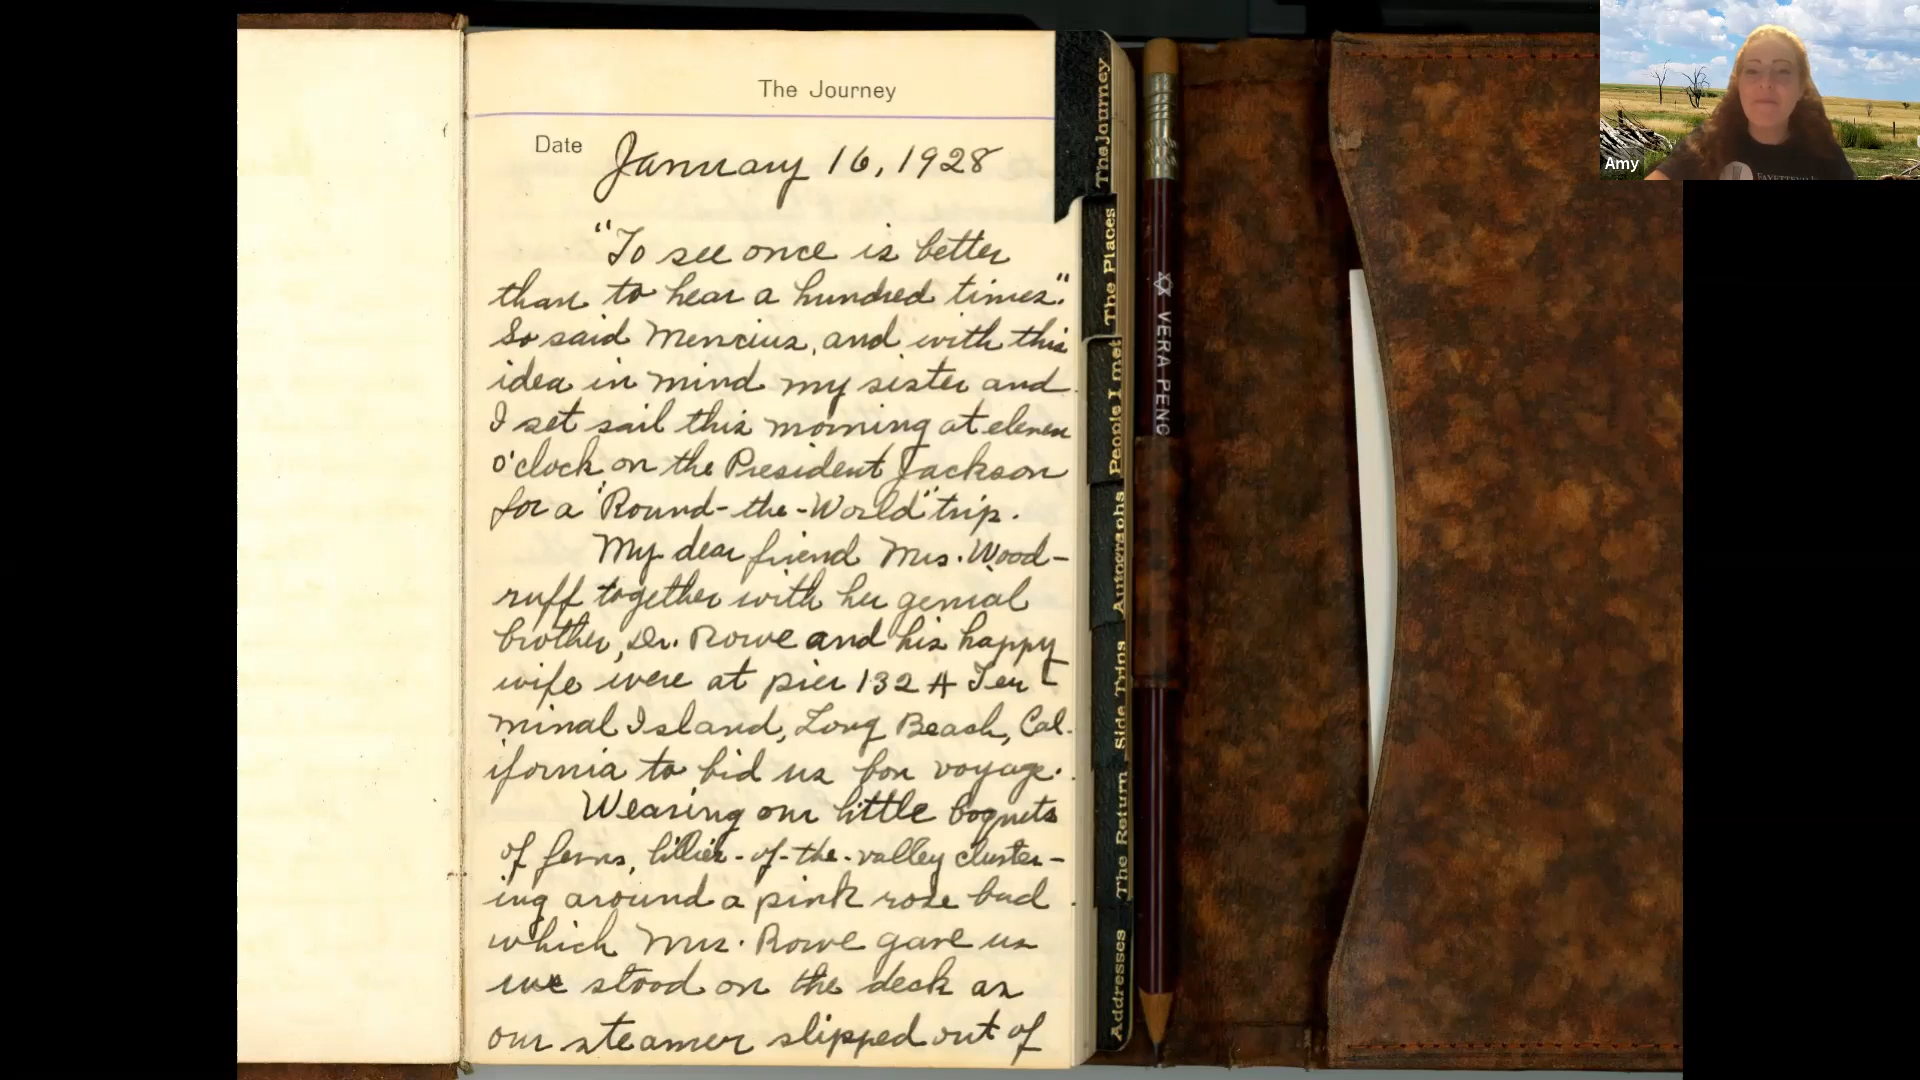 The Journey
Date January 16, 1928
"To see once is better
than to hear a hundred times."
So said Mencius, and with this
idea in mind my sister and
I set sail this morning at eleven
o'clock on the President Jackson
for a "Round-the-World" trip.
My dear friend Mrs. Wood-
ruff together with her genial
brother, Dr. Rowe and his happy
wife were at pier 132 A Ter-
minal Island, Long Beach, Cal-
ifornia to bid us bon voyage.
Wearing our little boquets
of ferns, lillies-of-the-valley cluster-
ing around a pink rose bud
which Mrs. Rowe gave us
we stood on the deck as
our steamer slipped out of
The Journey
The Places
People I met
Autographs
Side Trips
The Return
Addresses
VERA PENC
Amy